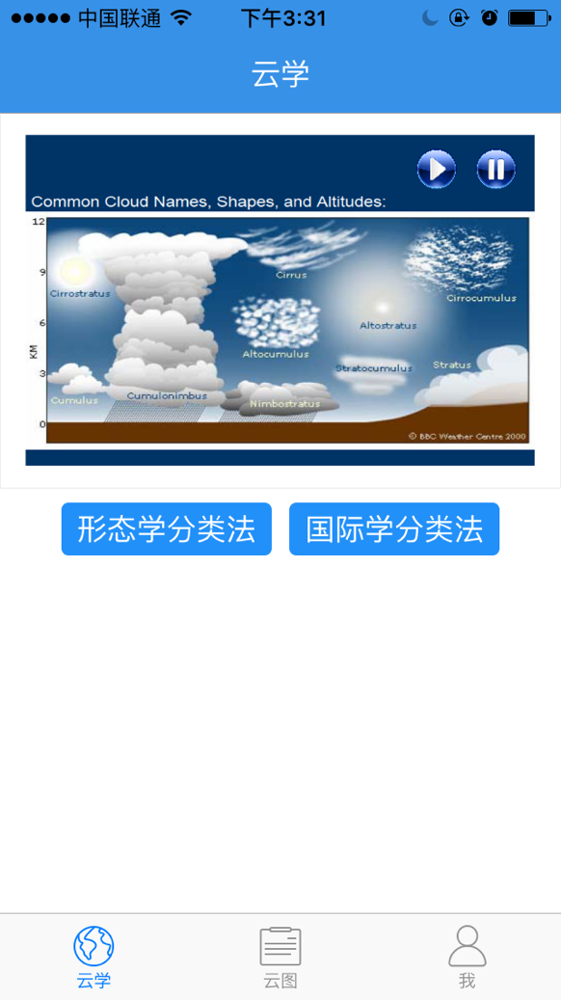 中国联通 下午3:31
云学
Common Cloud Names, Shapes, and Altitudes:
12
9
6
KM
3
0
Cirrus
Cirrostratus
Cirrocumulus
Altostratus
Altocumulus
Stratocumulus
Stratus
Cumulus
Cumulonimbus
Nimbostratus
© BBC Weather Centre 2000
形态学分类法 国际学分类法
云学 云图 我